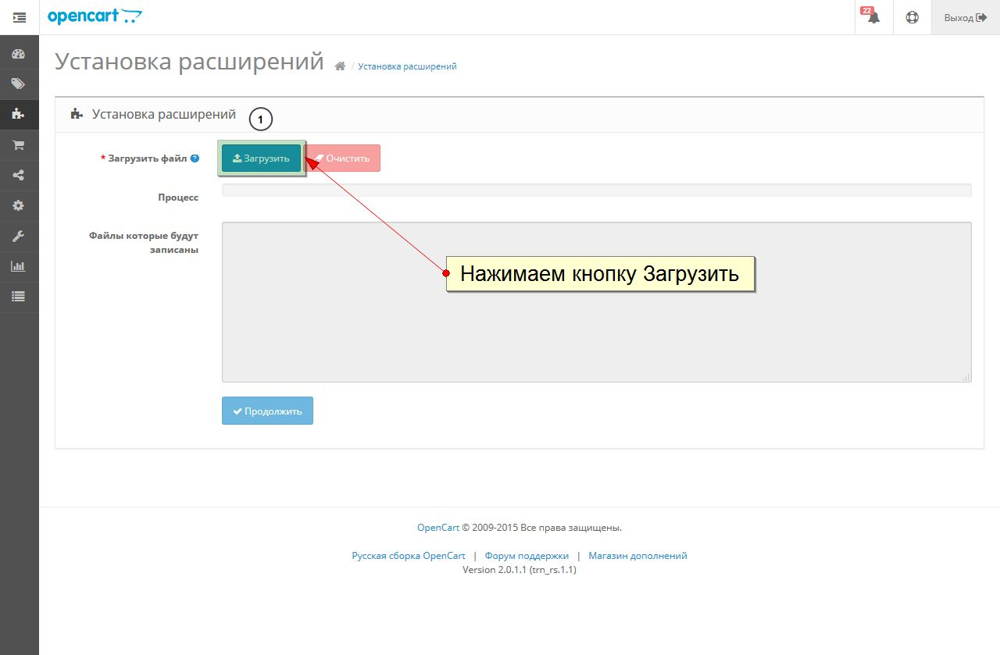 opencart
22
Выход
Установка расширений / Установка расширений
Установка расширений
1
* Загрузить файл ?
Загрузить
Очистить
Процесс
Файлы которые будут
записаны
Нажимаем кнопку Загрузить
Продолжить
OpenCart © 2009-2015 Все права защищены.
Русская сборка OpenCart | Форум поддержки | Магазин дополнений
Version 2.0.1.1 (trn_rs.1.1)